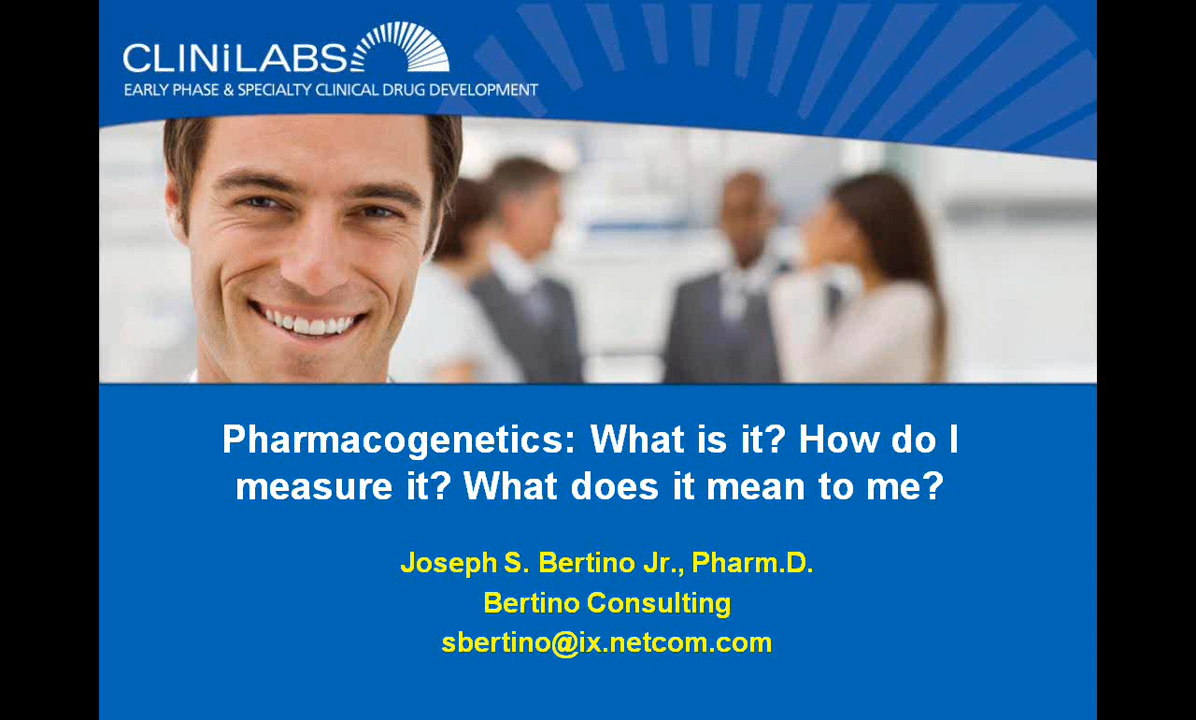 CLINiLABS
EARLY PHASE & SPECIALTY CLINICAL DRUG DEVELOPMENT
Pharmacogenetics: What is it? How do I
measure it? What does it mean to me?
Joseph S. Bertino Jr., Pharm.D.
Bertino Consulting
sbertino@ix.netcom.com